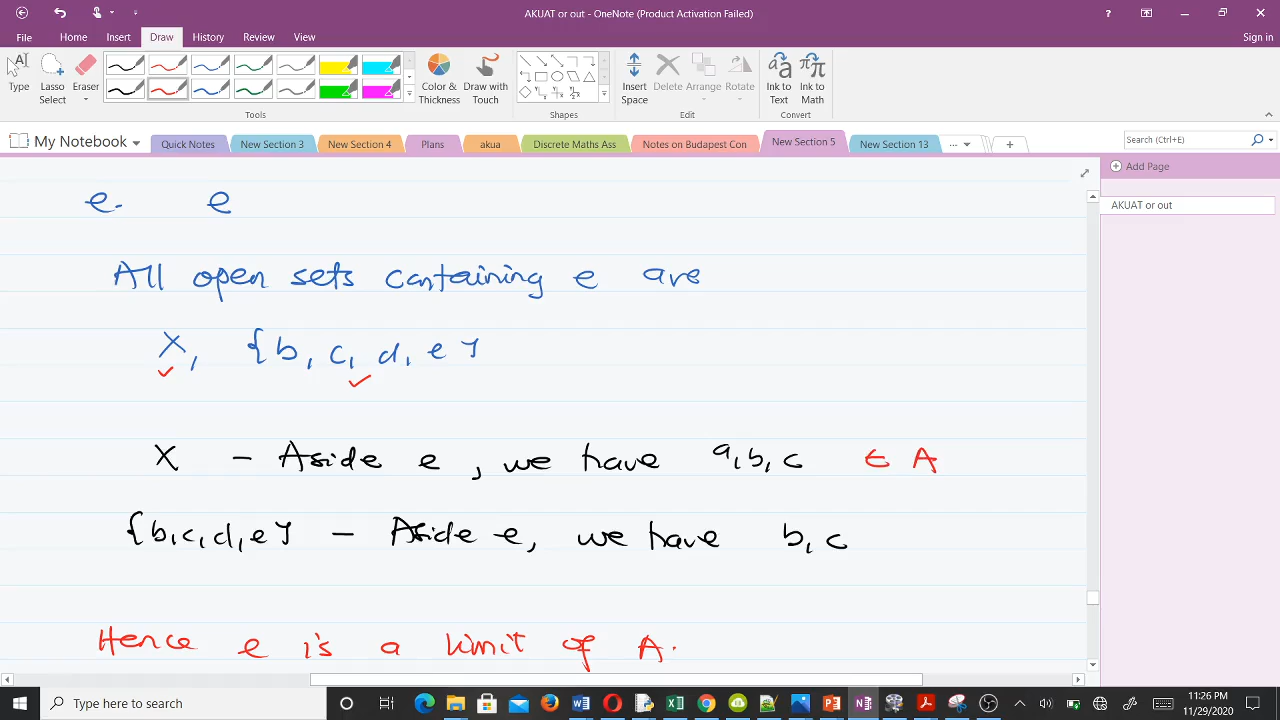 AKUAT or out - OneNote (Product Activation Failed)
File Home Insert Draw History Review View
Sign in
Type
Lasso Select
Eraser
Color & Thickness
Draw with Touch
Insert Space
Delete
Arrange
Rotate
Ink to Text
Ink to Math
Tools
Shapes
Edit
Convert
My Notebook
Quick Notes
New Section 3
New Section 4
Plans
akua
Discrete Maths Ass
Notes on Budapest Con
New Section 5
New Section 13
...
Search (Ctrl+E)
Add Page
AKUAT or out
e. e
All open sets containing e are
X, {b, c, d, e}
X - Aside e, we have a, b, c ∈ A
{b, c, d, e} - Aside e, we have b, c
Hence e is a limit of A.
Type here to search
11:26 PM
11/29/2020